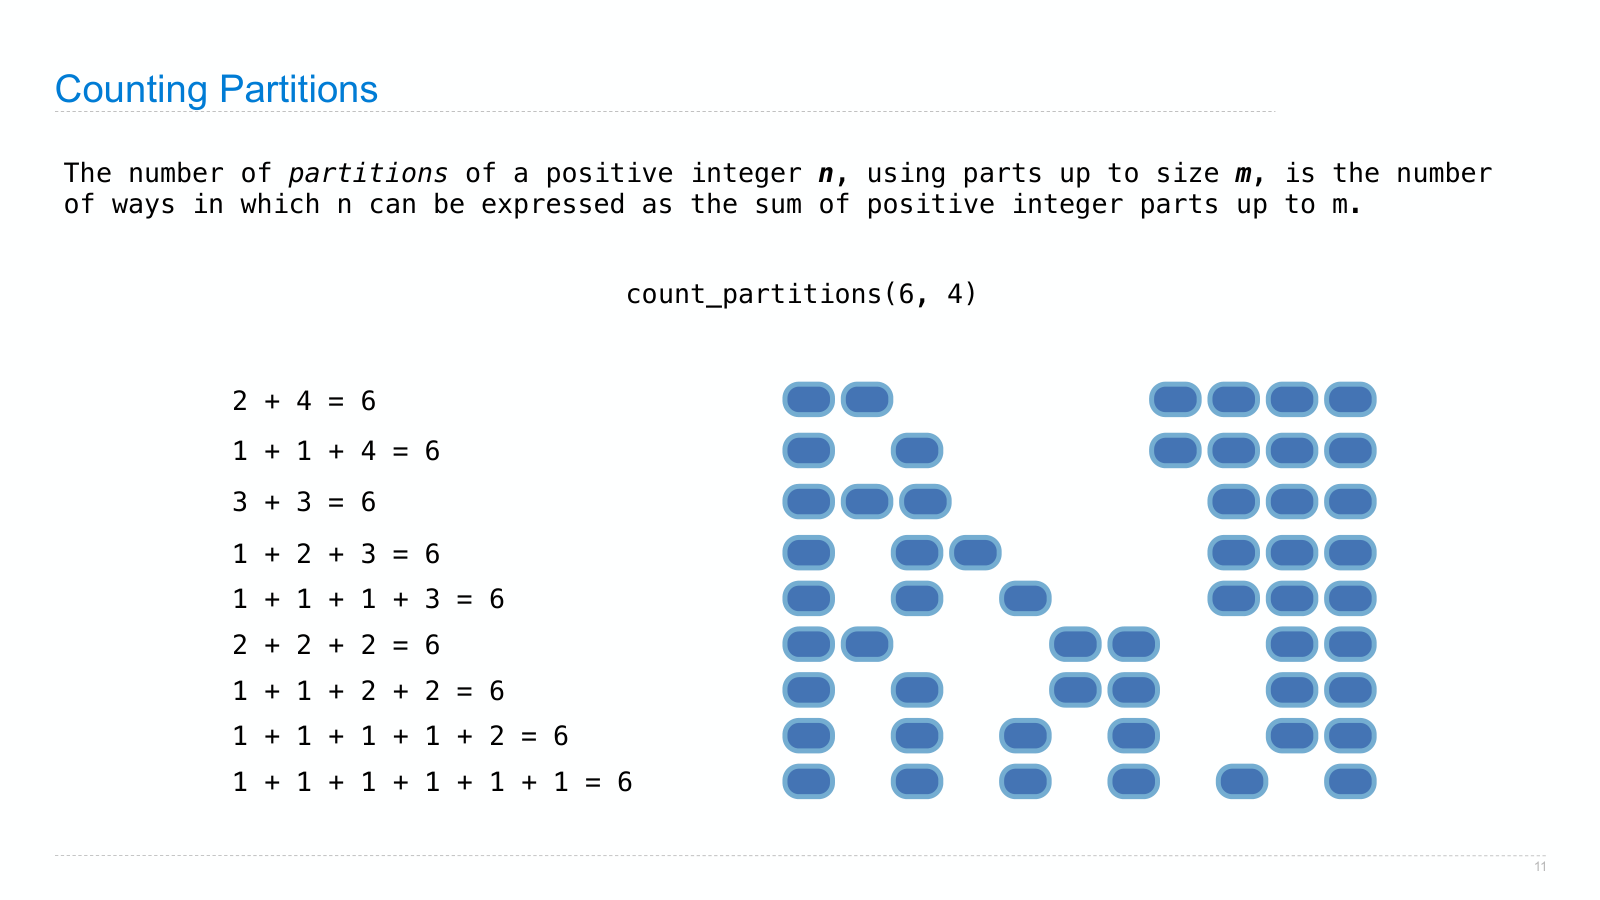 Counting Partitions
The number of partitions of a positive integer n, using parts up to size m, is the number
of ways in which n can be expressed as the sum of positive integer parts up to m.
count_partitions(6, 4)
2 + 4 = 6
1 + 1 + 4 = 6
3 + 3 = 6
1 + 2 + 3 = 6
1 + 1 + 1 + 3 = 6
2 + 2 + 2 = 6
1 + 1 + 2 + 2 = 6
1 + 1 + 1 + 1 + 2 = 6
1 + 1 + 1 + 1 + 1 + 1 = 6
11